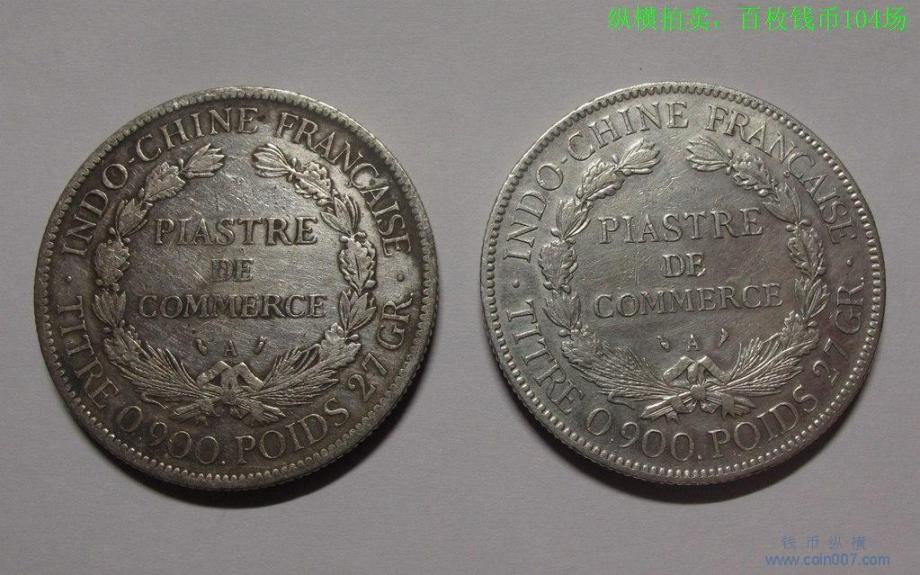 纵横拍卖，百枚钱币104场
INDO-CHINE FRANÇAISE
PIASTRE
DE
COMMERCE
A
TITRE 0,900. POIDS 27 GR.
INDO-CHINE FRANÇAISE
PIASTRE
DE
COMMERCE
A
TITRE 0,900. POIDS 27 GR.
钱币纵横
www.coin007.com